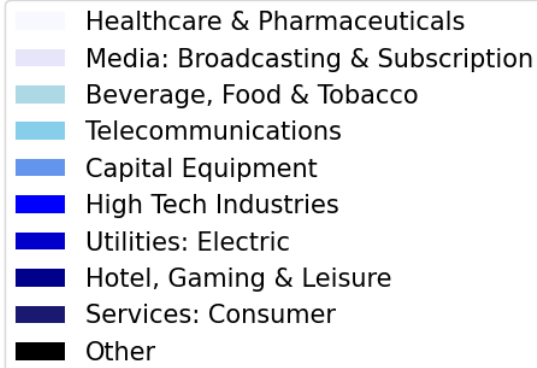 Healthcare & Pharmaceuticals
Media: Broadcasting & Subscription
Beverage, Food & Tobacco
Telecommunications
Capital Equipment
High Tech Industries
Utilities: Electric
Hotel, Gaming & Leisure
Services: Consumer
Other